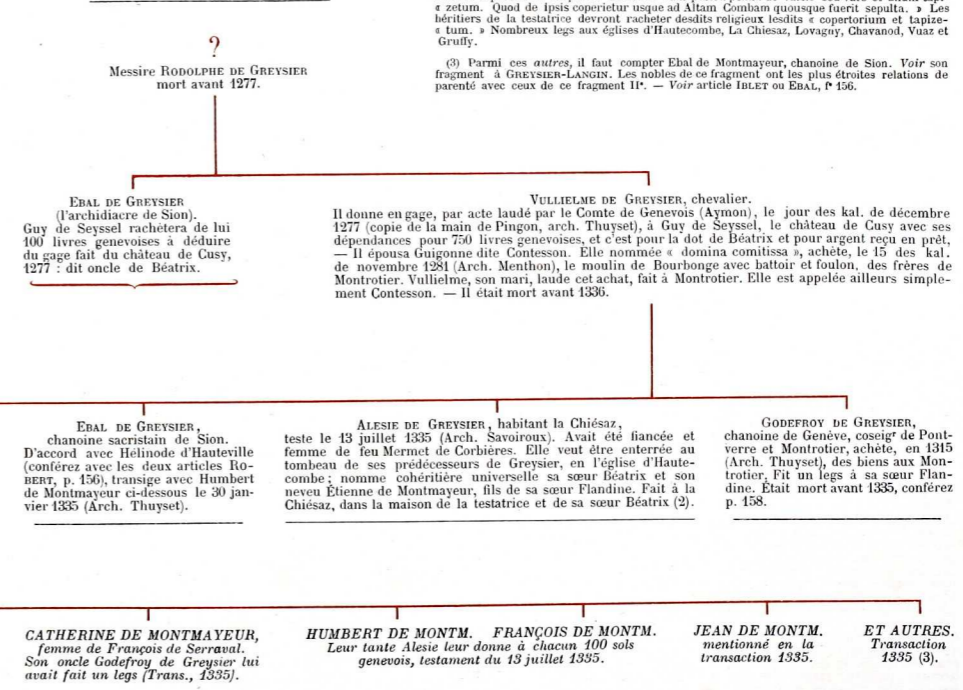 « zetum. Quod de ipsis coperietur usque ad Altam Combam quousque fuerit sepulta. » Les
héritiers de la testatrice devront racheter desdits religieux lesdits « copertorium et tapize-
« tum. » Nombreux legs aux églises d'Hautecombe, La Chiesaz, Lovagny, Chavanod, Vuaz et
Gruffy.
(3) Parmi ces autres, il faut compter Ebal de Montmayeur, chanoine de Sion. Voir son
fragment à GREYSIER-LANGIN. Les nobles de ce fragment ont les plus étroites relations de
parenté avec ceux de ce fragment IIe. — Voir article IBLET ou EBAL, fº 156.
?
Messire RODOLPHE DE GREYSIER
mort avant 1277.
EBAL DE GREYSIER
(l'archidiacre de Sion).
Guy de Seyssel rachètera de lui
100 livres genevoises à déduire
du gage fait du château de Cusy,
1277 : dit oncle de Béatrix.
VULLIELME DE GREYSIER, chevalier.
Il donne en gage, par acte laudé par le Comte de Genevois (Aymon), le jour des kal. de décembre
1277 (copie de la main de Pingon, arch. Thuyset), à Guy de Seyssel, le château de Cusy avec ses
dépendances pour 750 livres genevoises, et c'est pour la dot de Béatrix et pour argent reçu en prêt,
— Il épousa Guigonne dite Contesson. Elle nommée « domina comitissa », achète, le 15 des kal.
de novembre 1281 (Arch. Menthon), le moulin de Bourbonge avec battoir et foulon, des frères de
Montrotier. Vullielme, son mari, laude cet achat, fait à Montrotier. Elle est appelée ailleurs simple-
ment Contesson. — Il était mort avant 1336.
EBAL DE GREYSIER,
chanoine sacristain de Sion.
D'accord avec Hélinode d'Hauteville
(conférez avec les deux articles RO-
BERT, p. 156), transige avec Humbert
de Montmayeur ci-dessous le 30 jan-
vier 1335 (Arch. Thuyset).
ALESIE DE GREYSIER, habitant la Chiésaz,
teste le 13 juillet 1335 (Arch. Savoiroux). Avait été fiancée et
femme de feu Mermet de Corbières. Elle veut être enterrée au
tombeau de ses prédécesseurs de Greysier, en l'église d'Haute-
combe ; nomme cohéritière universelle sa sœur Béatrix et son
neveu Étienne de Montmayeur, fils de sa sœur Flandine. Fait à la
Chiésaz, dans la maison de la testatrice et de sa sœur Béatrix (2).
GODEFROY DE GREYSIER,
chanoine de Genève, coseigr de Pont-
verre et Montrotier, achète, en 1315
(Arch. Thuyset), des biens aux Mon-
trotier. Fit un legs à sa sœur Flan-
dine. Était mort avant 1335, conférez
p. 158.
CATHERINE DE MONTMAYEUR,
femme de François de Serraval.
Son oncle Godefroy de Greysier lui
avait fait un legs (Trans., 1335).
HUMBERT DE MONTM. FRANÇOIS DE MONTM.
Leur tante Alesie leur donne à chacun 100 sols
genevois, testament du 13 juillet 1335.
JEAN DE MONTM.
mentionné en la
transaction 1335.
ET AUTRES.
Transaction
1335 (3).